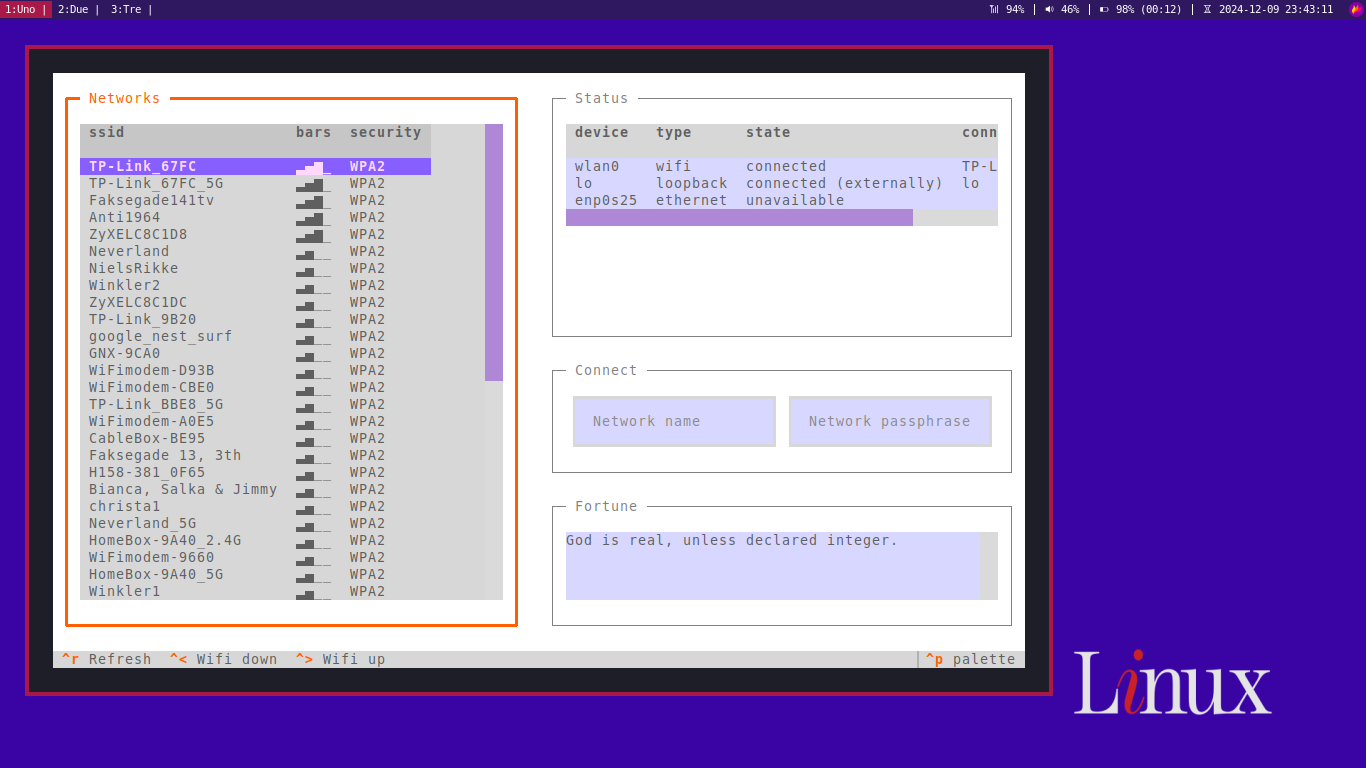 1:Uno | 2:Due | 3:Tre | 94% | 46% | 98% (00:12) | 2024-12-09 23:43:11
Networks
ssid bars security
TP-Link_67FC WPA2
TP-Link_67FC_5G WPA2
Faksegade141tv WPA2
Anti1964 WPA2
ZyXELC8C1D8 WPA2
Neverland WPA2
NielsRikke WPA2
Winkler2 WPA2
ZyXELC8C1DC WPA2
TP-Link_9B20 WPA2
google_nest_surf WPA2
GNX-9CA0 WPA2
WiFimodem-D93B WPA2
WiFimodem-CBE0 WPA2
TP-Link_BBE8_5G WPA2
WiFimodem-A0E5 WPA2
CableBox-BE95 WPA2
Faksegade 13, 3th WPA2
H158-381_0F65 WPA2
Bianca, Salka & Jimmy WPA2
christa1 WPA2
Neverland_5G WPA2
HomeBox-9A40_2.4G WPA2
WiFimodem-9660 WPA2
HomeBox-9A40_5G WPA2
Winkler1 WPA2
Status
device type state conn
wlan0 wifi connected TP-L
lo loopback connected (externally) lo
enp0s25 ethernet unavailable
Connect
Network name Network passphrase
Fortune
God is real, unless declared integer.
^r Refresh ^< Wifi down ^> Wifi up ^p palette
Linux